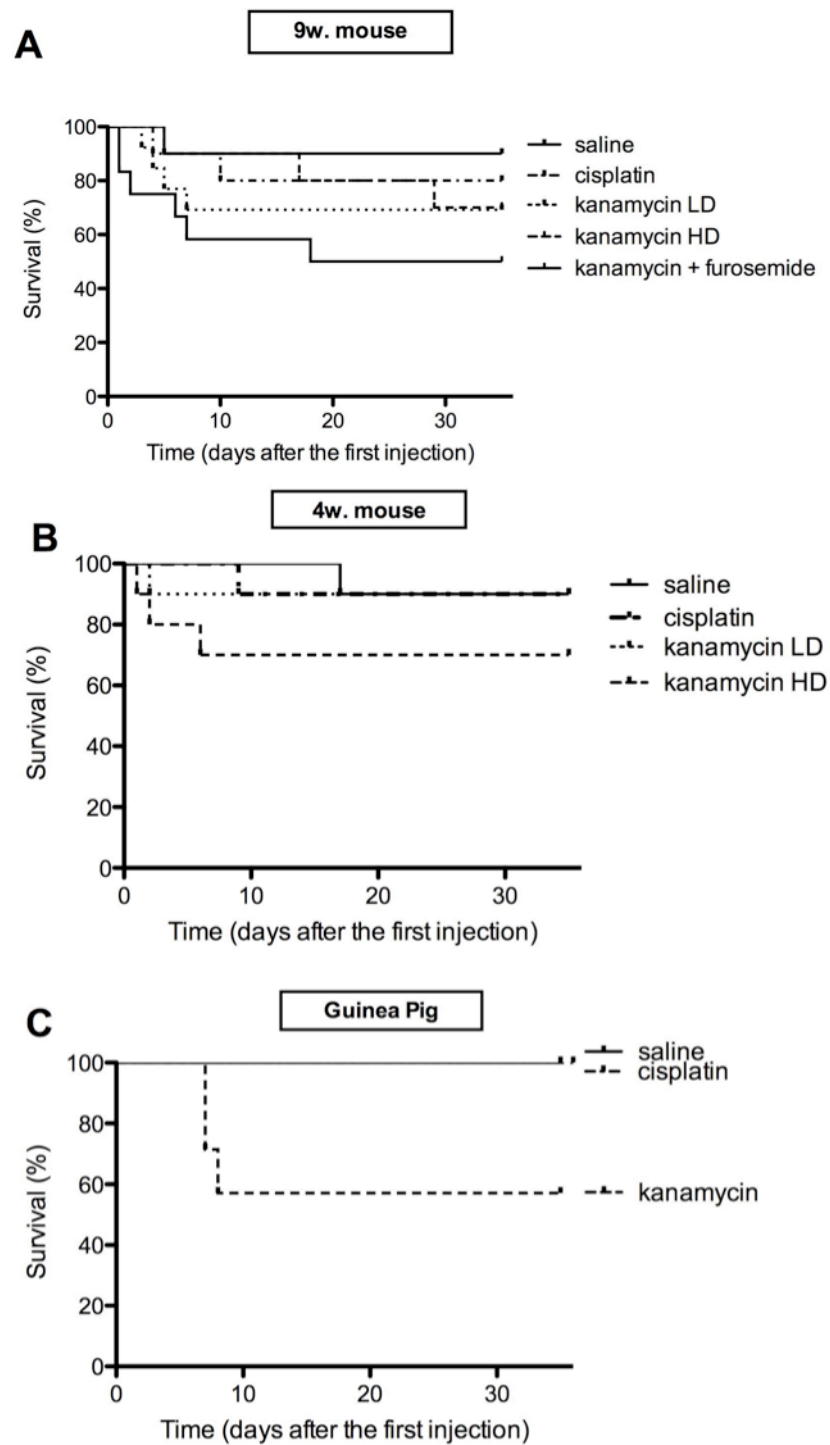 A
9w. mouse
100
80
60
40
20
0
Survival (%)
0 10 20 30
Time (days after the first injection)
saline
cisplatin
kanamycin LD
kanamycin HD
kanamycin + furosemide
B
4w. mouse
100
80
60
40
20
0
Survival (%)
0 10 20 30
Time (days after the first injection)
saline
cisplatin
kanamycin LD
kanamycin HD
C
Guinea Pig
100
80
60
40
20
0
Survival (%)
0 10 20 30
Time (days after the first injection)
saline
cisplatin
kanamycin